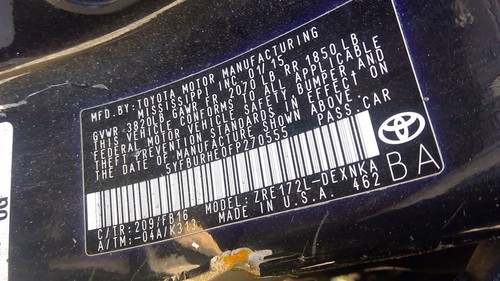 MFD. BY: TOYOTA MOTOR MANUFACTURING
MISSISSIPPI, INC. 01/15
GVWR 3820LB GAWR FR 2070 LB RR 1850 LB
THIS VEHICLE CONFORMS TO ALL APPLICABLE
FEDERAL MOTOR VEHICLE SAFETY, BUMPER, AND
THEFT PREVENTION STANDARDS IN EFFECT ON
THE DATE OF MANUFACTURE SHOWN ABOVE.
5YFBURHE0FP270555 PASS. CAR
C/TR: 209/FB16 MODEL: ZRE172L-DEXNKA
A/TM: -04A/K313 MADE IN U.S.A. 462
BA